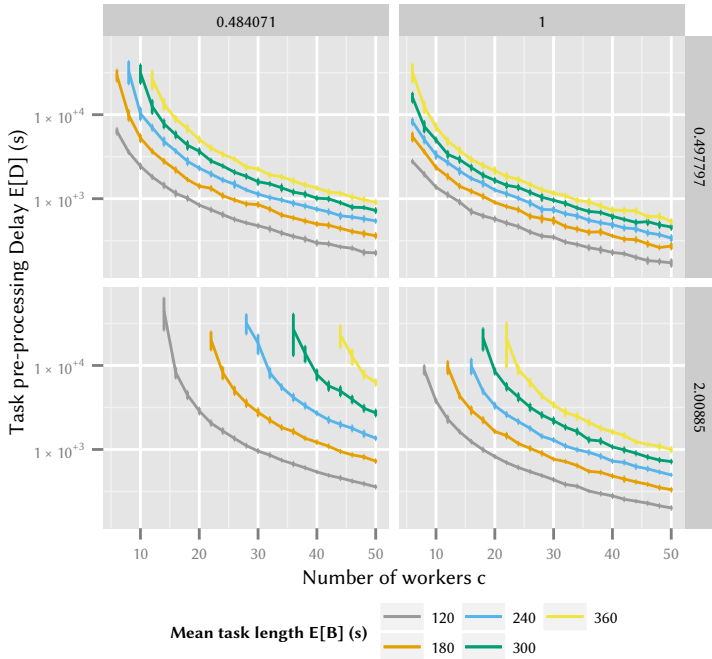 0.484071 1
Task pre-processing Delay E[D] (s)
1 × 10⁺⁴
1 × 10⁺³
0.497797
1 × 10⁺⁴
1 × 10⁺³
2.00885
10 20 30 40 50 10 20 30 40 50
Number of workers c
Mean task length E[B] (s)
120 240 360
180 300